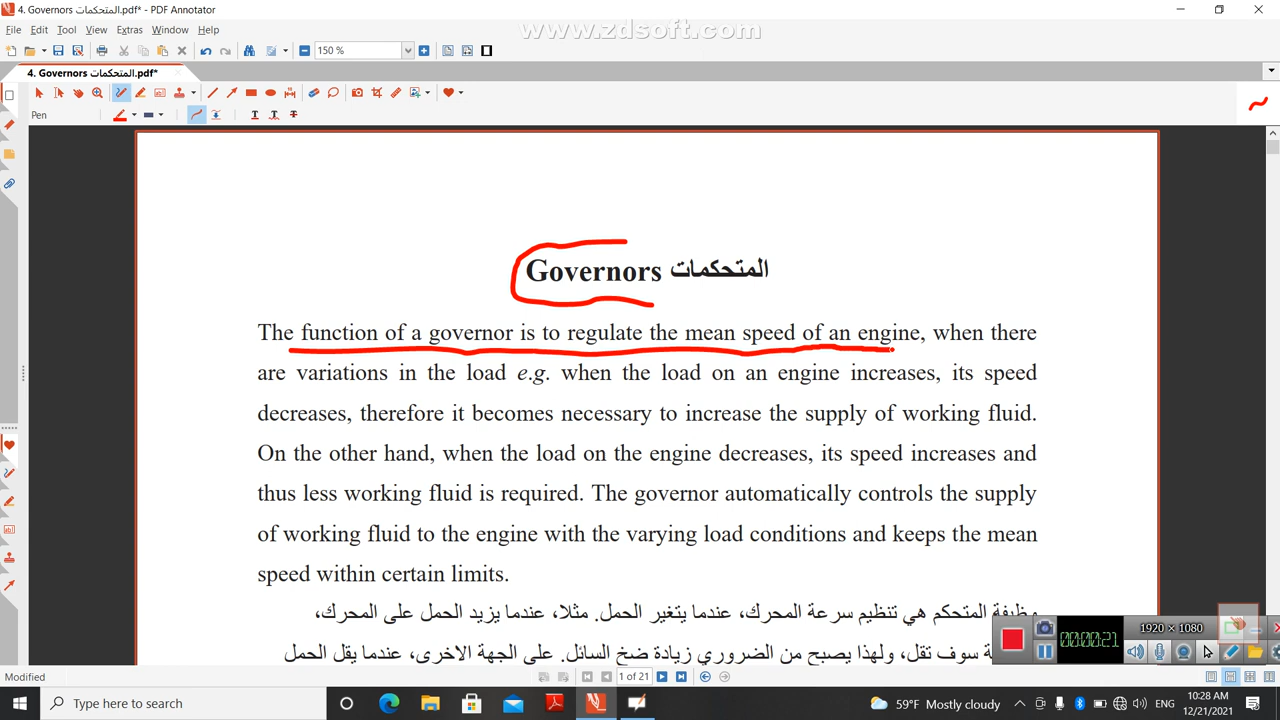 4. Governors المتحكمات.pdf* - PDF Annotator
www.zdsoft.com
File Edit Tool View Extras Window Help
150 %
4. Governors المتحكمات.pdf*
Pen
Governors المتحكمات
The function of a governor is to regulate the mean speed of an engine, when there
are variations in the load e.g. when the load on an engine increases, its speed
decreases, therefore it becomes necessary to increase the supply of working fluid.
On the other hand, when the load on the engine decreases, its speed increases and
thus less working fluid is required. The governor automatically controls the supply
of working fluid to the engine with the varying load conditions and keeps the mean
speed within certain limits.
وظيفة المتحكم هي تنظيم سرعة المحرك، عندما يتغير الحمل. مثلا، عندما يزيد الحمل على المحرك،
سوف تقل، ولهذا يصبح من الضروري زيادة ضخ السائل. على الجهة الاخرى، عندما يقل الحمل
00:00:21
1920 × 1080
Modified
1 of 21
Type here to search
59°F Mostly cloudy
ENG
10:28 AM
12/21/2021